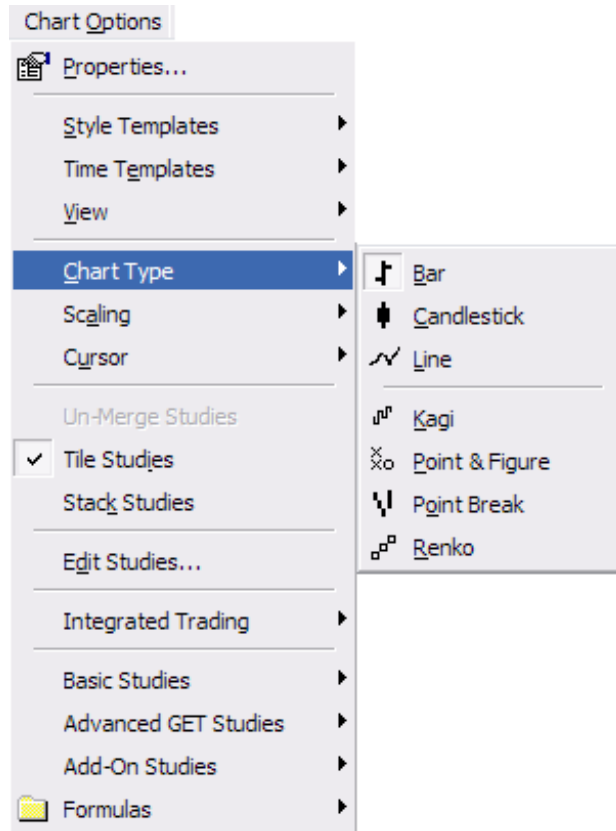 Chart Options
Properties...
Style Templates
Time Templates
View
Chart Type
Scaling
Cursor
Un-Merge Studies
Tile Studies
Stack Studies
Edit Studies...
Integrated Trading
Basic Studies
Advanced GET Studies
Add-On Studies
Formulas
Bar
Candlestick
Line
Kagi
Point & Figure
Point Break
Renko